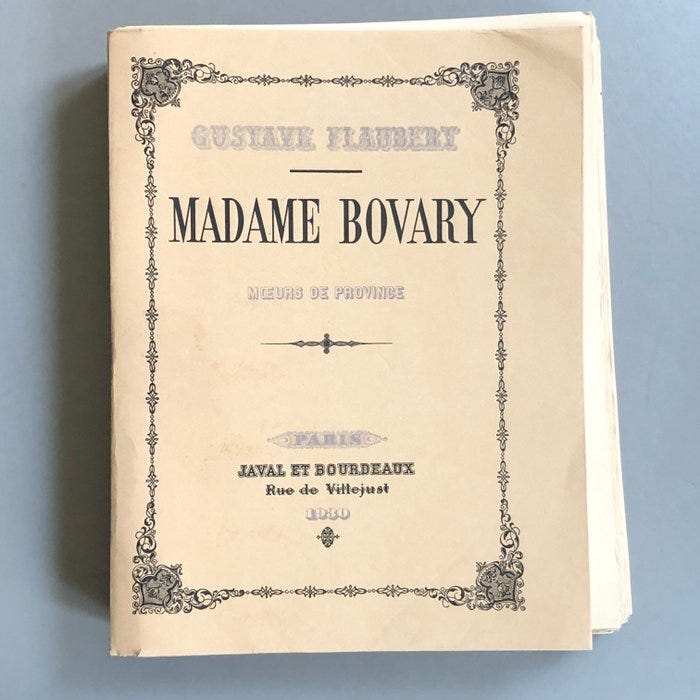 GUSTAVE FLAUBERT
MADAME BOVARY
MŒURS DE PROVINCE
PARIS
JAVAL ET BOURDEAUX
Rue de Villejust
1930